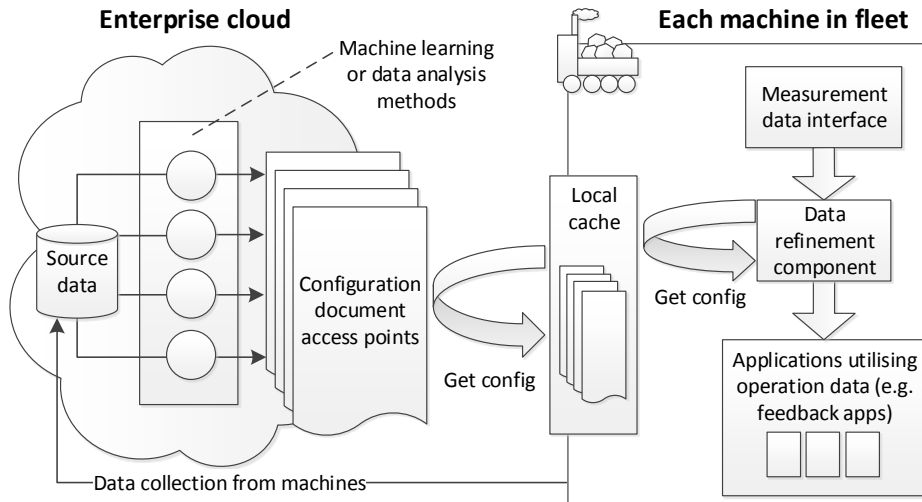 Enterprise cloud
Each machine in fleet
Machine learning
or data analysis
methods
Measurement
data interface
Source
data
Configuration
document
access points
Get config
Local
cache
Get config
Data
refinement
component
Applications utilising
operation data (e.g.
feedback apps)
Data collection from machines